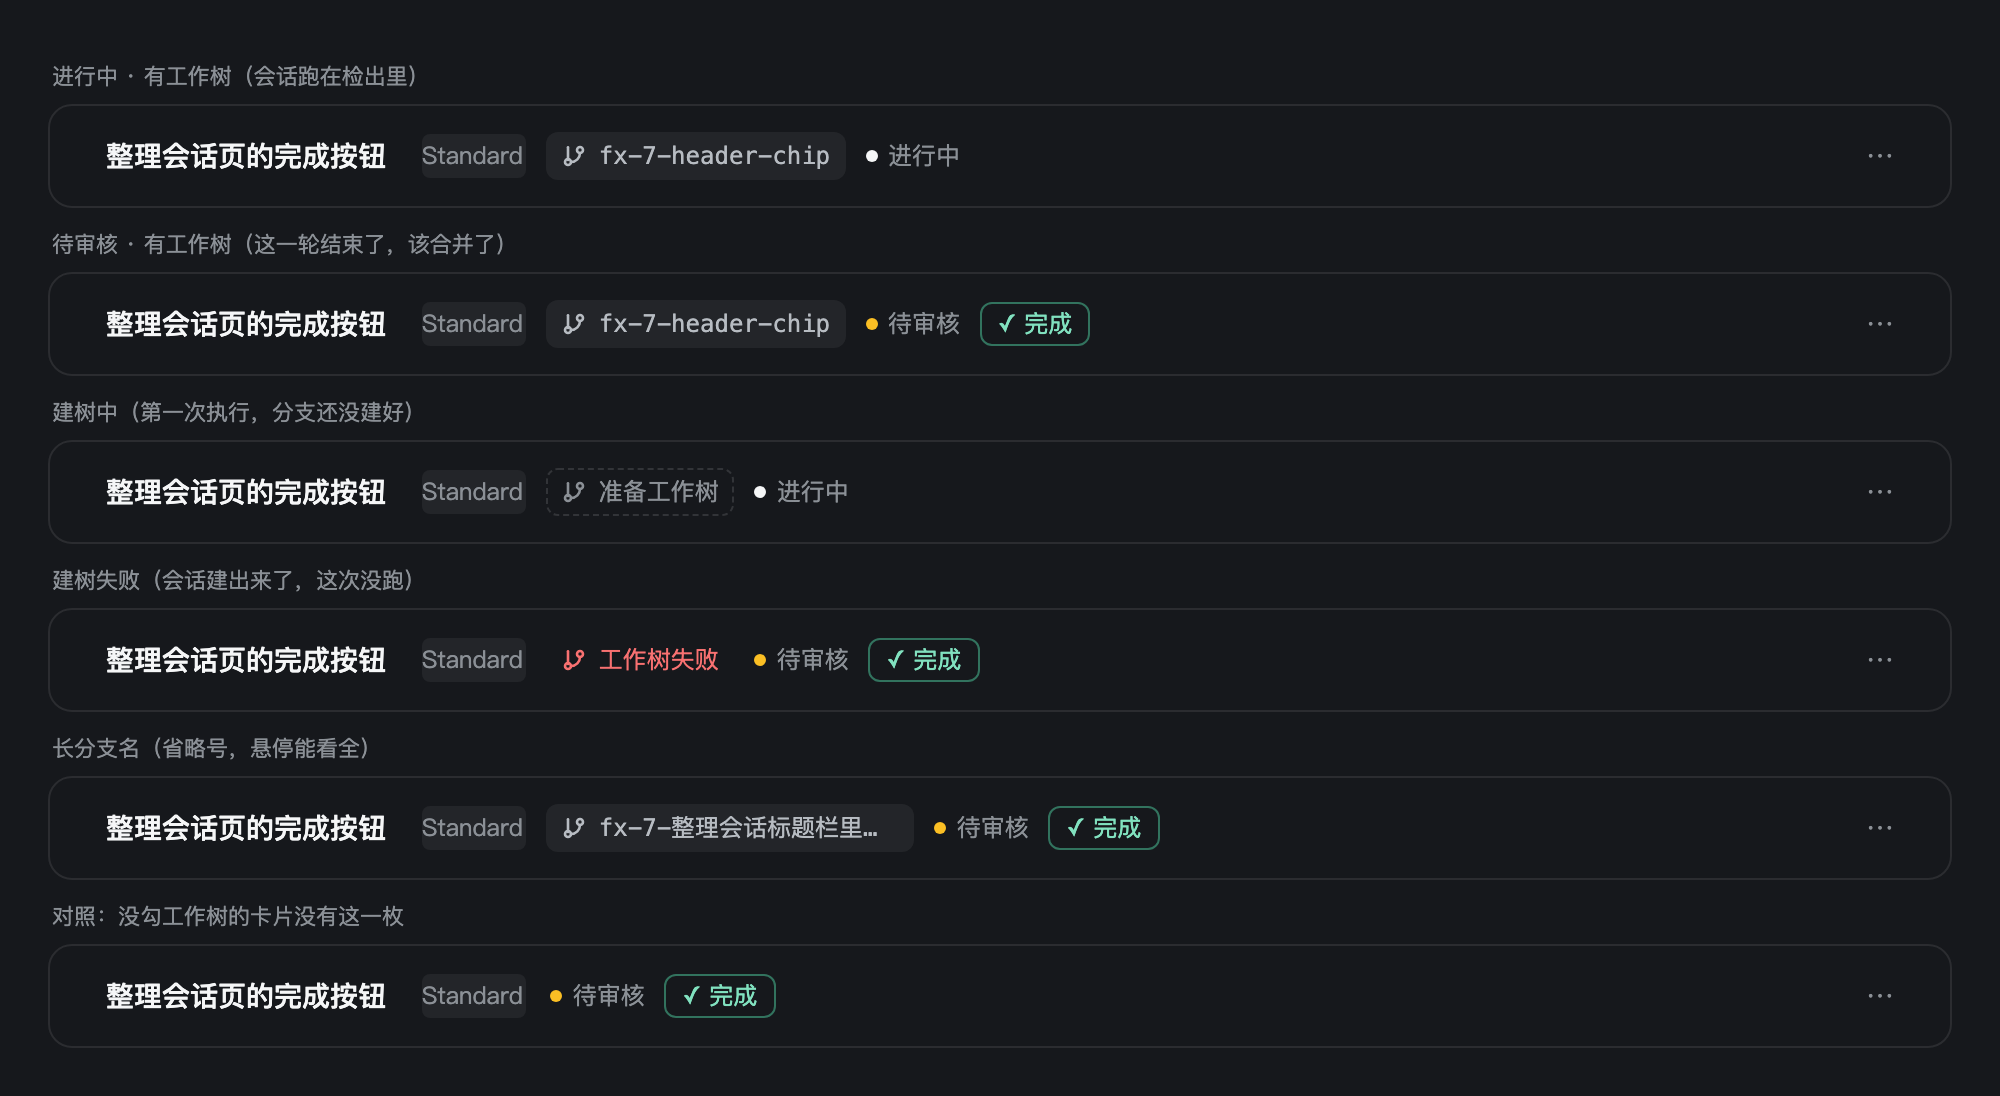 进行中 · 有工作树（会话跑在检出里）
整理会话页的完成按钮 Standard fx-7-header-chip 进行中 ···
待审核 · 有工作树（这一轮结束了，该合并了）
整理会话页的完成按钮 Standard fx-7-header-chip 待审核 ✓ 完成 ···
建树中（第一次执行，分支还没建好）
整理会话页的完成按钮 Standard 准备工作树 进行中 ···
建树失败（会话建出来了，这次没跑）
整理会话页的完成按钮 Standard 工作树失败 待审核 ✓ 完成 ···
长分支名（省略号，悬停能看全）
整理会话页的完成按钮 Standard fx-7-整理会话标题栏里… 待审核 ✓ 完成 ···
对照：没勾工作树的卡片没有这一枚
整理会话页的完成按钮 Standard 待审核 ✓ 完成 ···